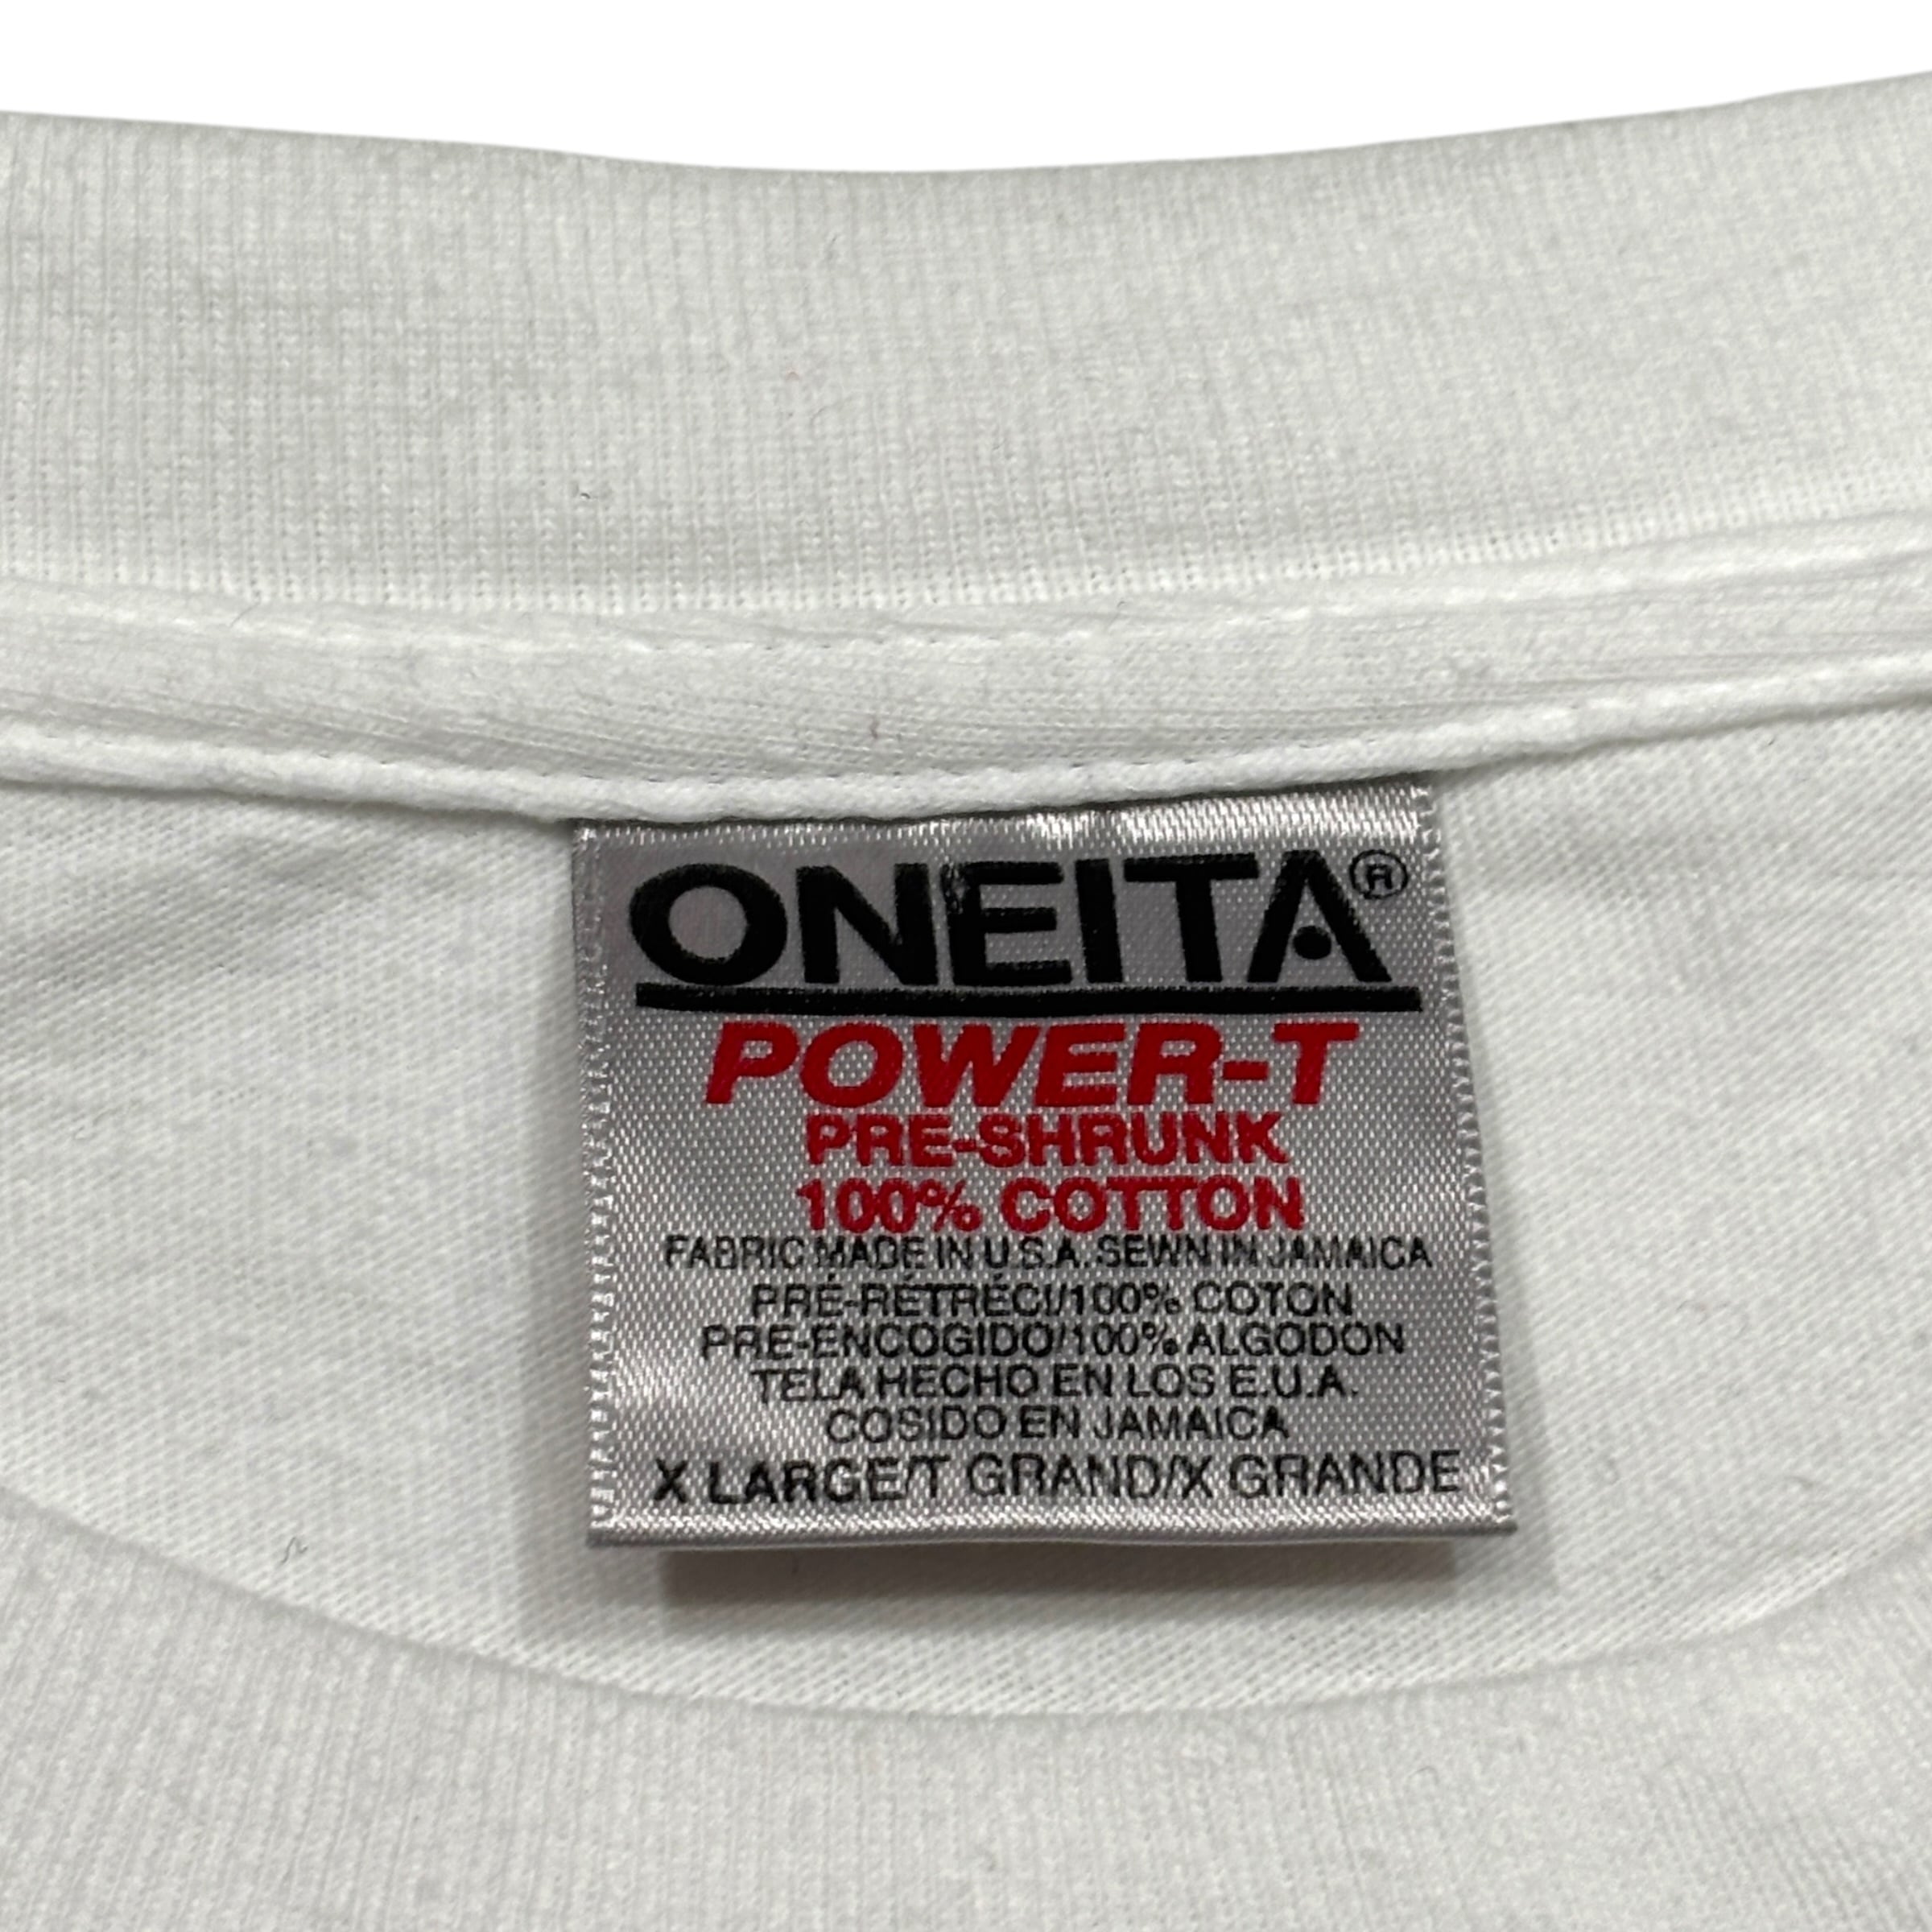 ONEITA®
POWER-T
PRE-SHRUNK
100% COTTON
FABRIC MADE IN U.S.A. SEWN IN JAMAICA
PRÉ-RÉTRÉCI/100% COTON
PRE-ENCOGIDO/100% ALGODON
TELA HECHO EN LOS E.U.A.
COSIDO EN JAMAICA
X LARGE/T GRAND/X GRANDE